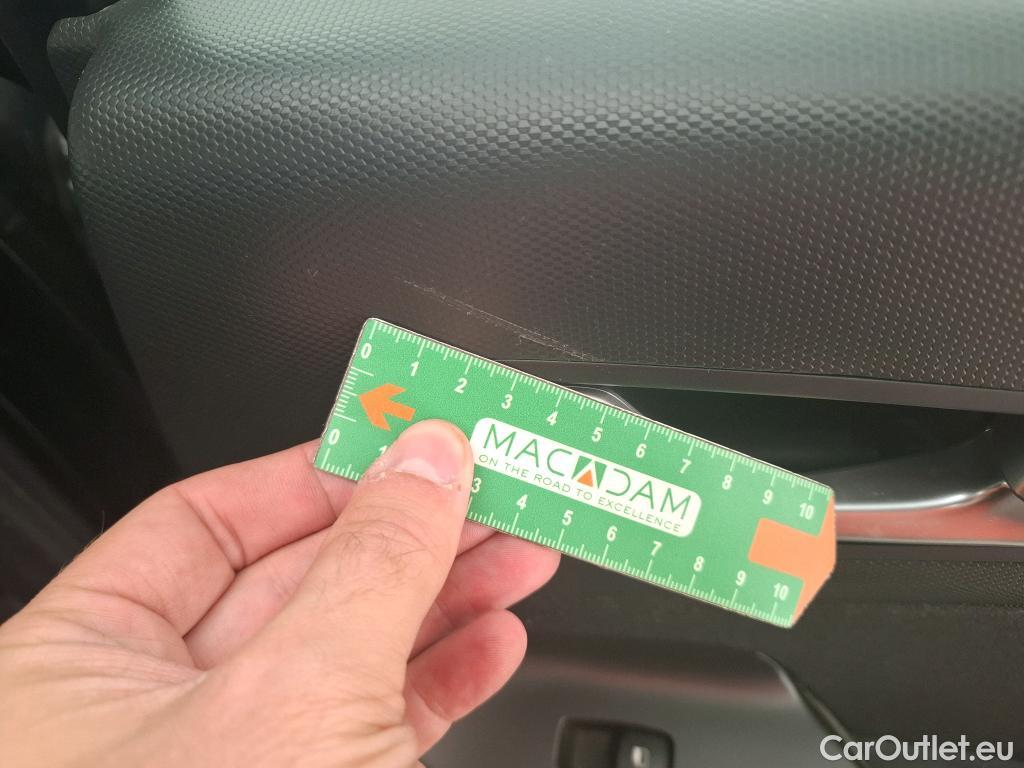 0 1 2 3 4 5 6 7 8 9 10
MACADAM
ON THE ROAD TO EXCELLENCE
0 1 3 4 5 6 7 8 9 10
CarOutlet.eu